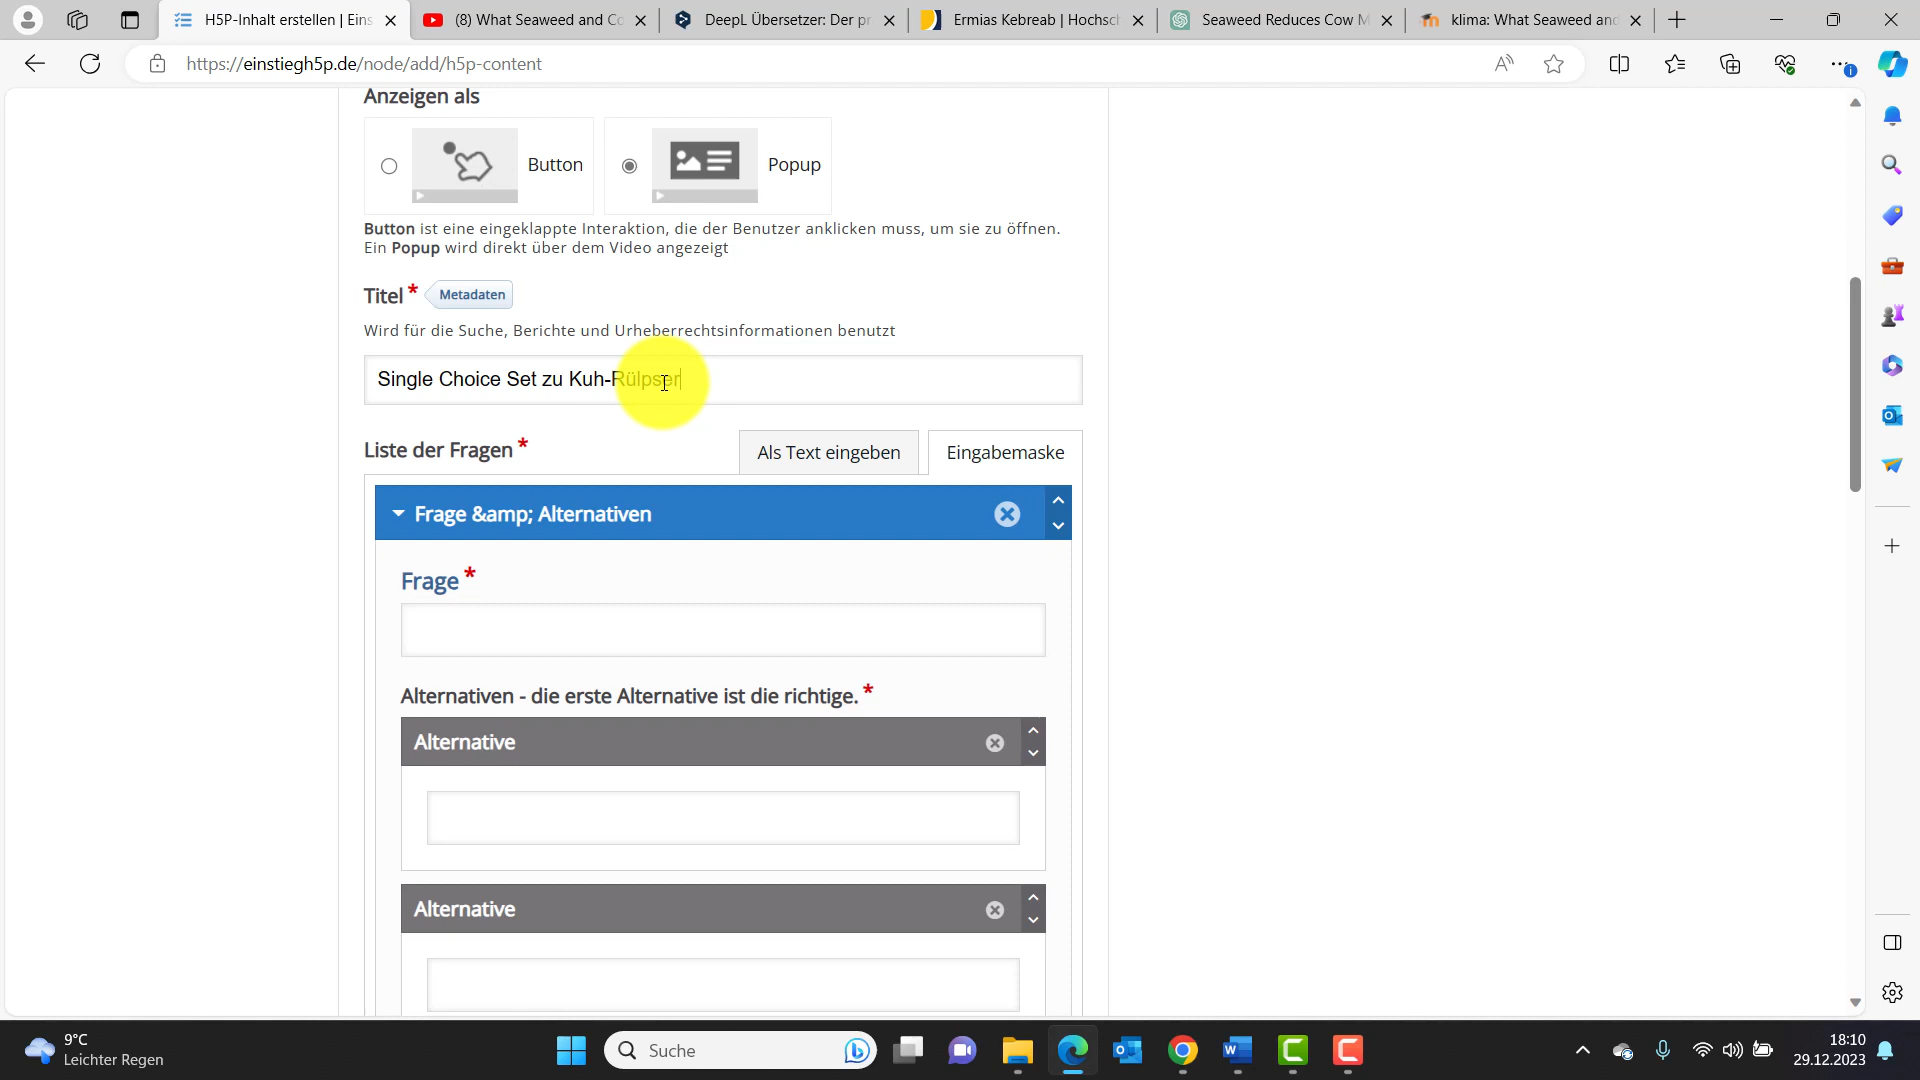 H5P-Inhalt erstellen | Eins
(8) What Seaweed and Co
DeepL Übersetzer: Der pr
Ermias Kebreab | Hochsch
Seaweed Reduces Cow M
klima: What Seaweed and
https://einstiegh5p.de/node/add/h5p-content
Anzeigen als
Button
Popup
Button ist eine eingeklappte Interaktion, die der Benutzer anklicken muss, um sie zu öffnen.
Ein Popup wird direkt über dem Video angezeigt
Titel *
Metadaten
Wird für die Suche, Berichte und Urheberrechtsinformationen benutzt
Single Choice Set zu Kuh-Rülpser
Liste der Fragen *
Als Text eingeben
Eingabemaske
Frage &amp; Alternativen
Frage *
Alternativen - die erste Alternative ist die richtige. *
Alternative
Alternative
9°C
Leichter Regen
Suche
18:10
29.12.2023